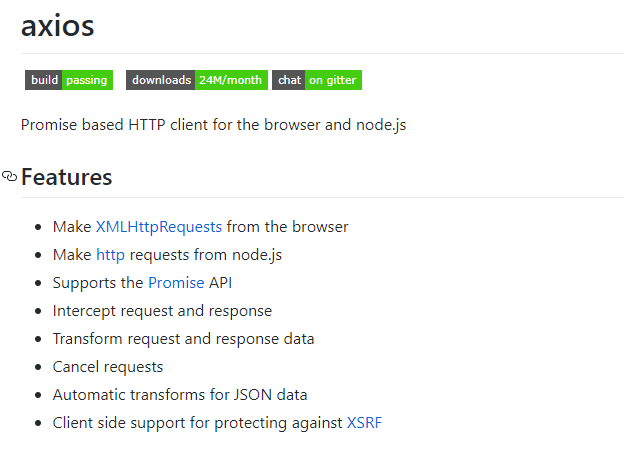 axios
build passing downloads 24M/month chat on gitter
Promise based HTTP client for the browser and node.js
Features
Make XMLHttpRequests from the browser
Make http requests from node.js
Supports the Promise API
Intercept request and response
Transform request and response data
Cancel requests
Automatic transforms for JSON data
Client side support for protecting against XSRF